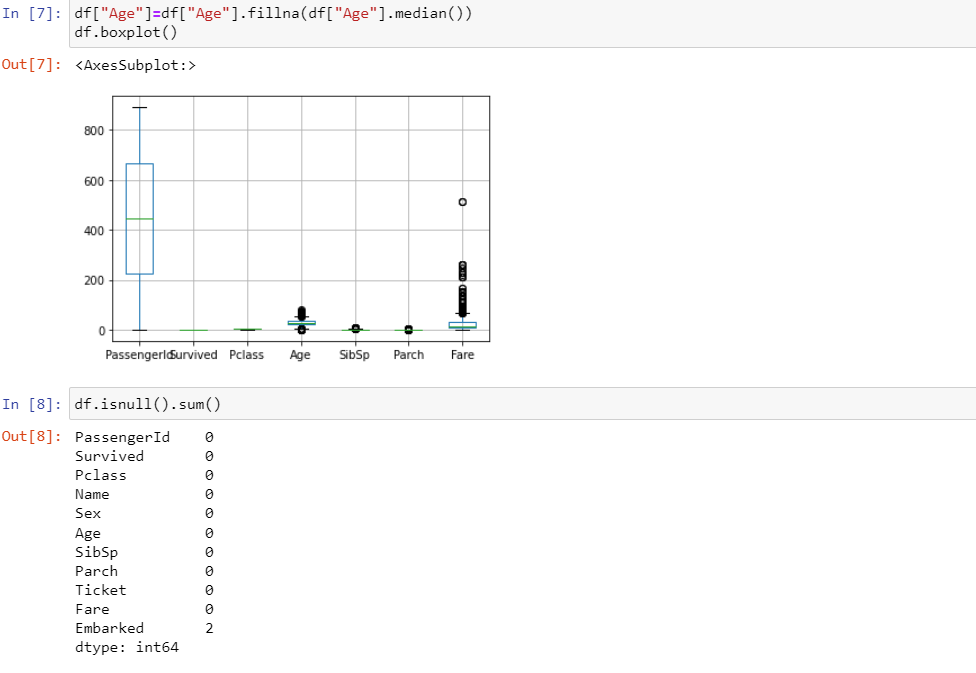 In [7]: df["Age"]=df["Age"].fillna(df["Age"].median())
df.boxplot()
Out[7]: <AxesSubplot:>
800
600
400
200
0
PassengerId Survived Pclass Age SibSp Parch Fare
In [8]: df.isnull().sum()
Out[8]: PassengerId 0
Survived 0
Pclass 0
Name 0
Sex 0
Age 0
SibSp 0
Parch 0
Ticket 0
Fare 0
Embarked 2
dtype: int64